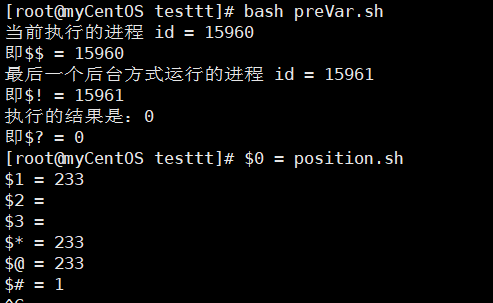 [root@myCentOS testtt]# bash preVar.sh
当前执行的进程 id = 15960
即$$ = 15960
最后一个后台方式运行的进程 id = 15961
即$! = 15961
执行的结果是：0
即$? = 0
[root@myCentOS testtt]# $0 = position.sh
$1 = 233
$2 =
$3 =
$* = 233
$@ = 233
$# = 1